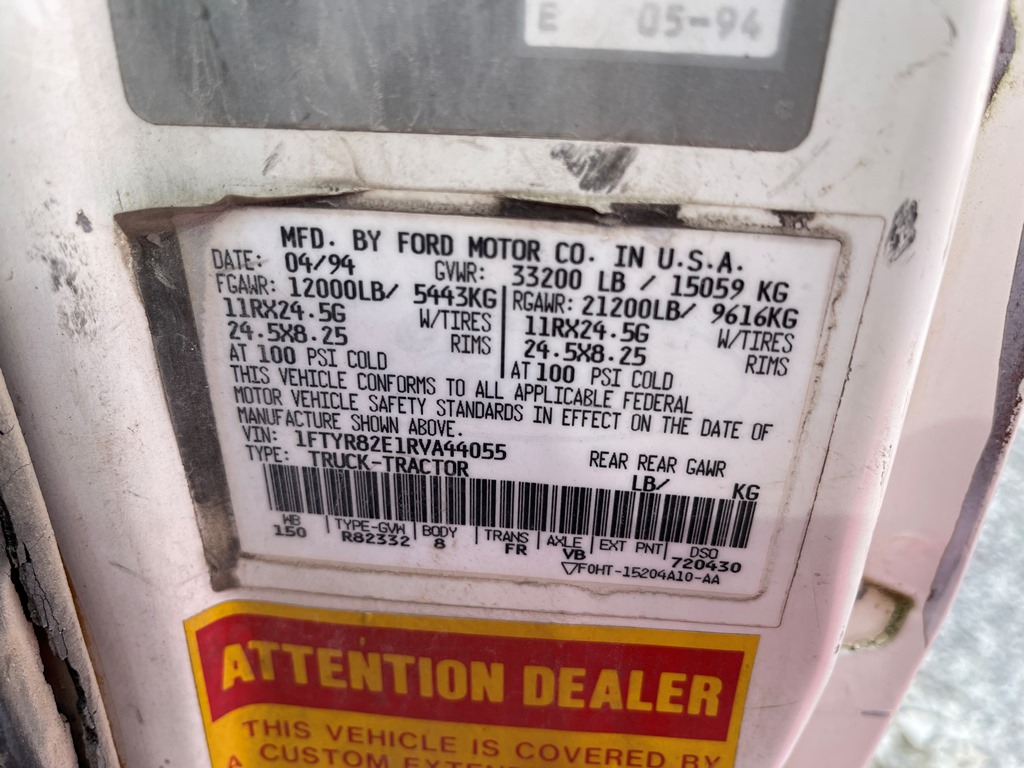 E 05-94
MFD. BY FORD MOTOR CO. IN U.S.A.
DATE: 04/94 GVWR: 33200 LB / 15059 KG
FGAWR: 12000LB/ 5443KG RGAWR: 21200LB/ 9616KG
11RX24.5G W/TIRES 11RX24.5G W/TIRES
24.5X8.25 RIMS 24.5X8.25 RIMS
AT 100 PSI COLD AT 100 PSI COLD
THIS VEHICLE CONFORMS TO ALL APPLICABLE FEDERAL
MOTOR VEHICLE SAFETY STANDARDS IN EFFECT ON THE DATE OF
MANUFACTURE SHOWN ABOVE.
VIN: 1FTYR82E1RVA44055 REAR REAR GAWR
TYPE: TRUCK-TRACTOR LB/ KG
WB TYPE-GVW BODY TRANS AXLE EXT PNT DSO
150 R82332 8 FR VB 720430
F0HT-15204A10-AA
ATTENTION DEALER
THIS VEHICLE IS COVERED BY
A CUSTOM EXTEN